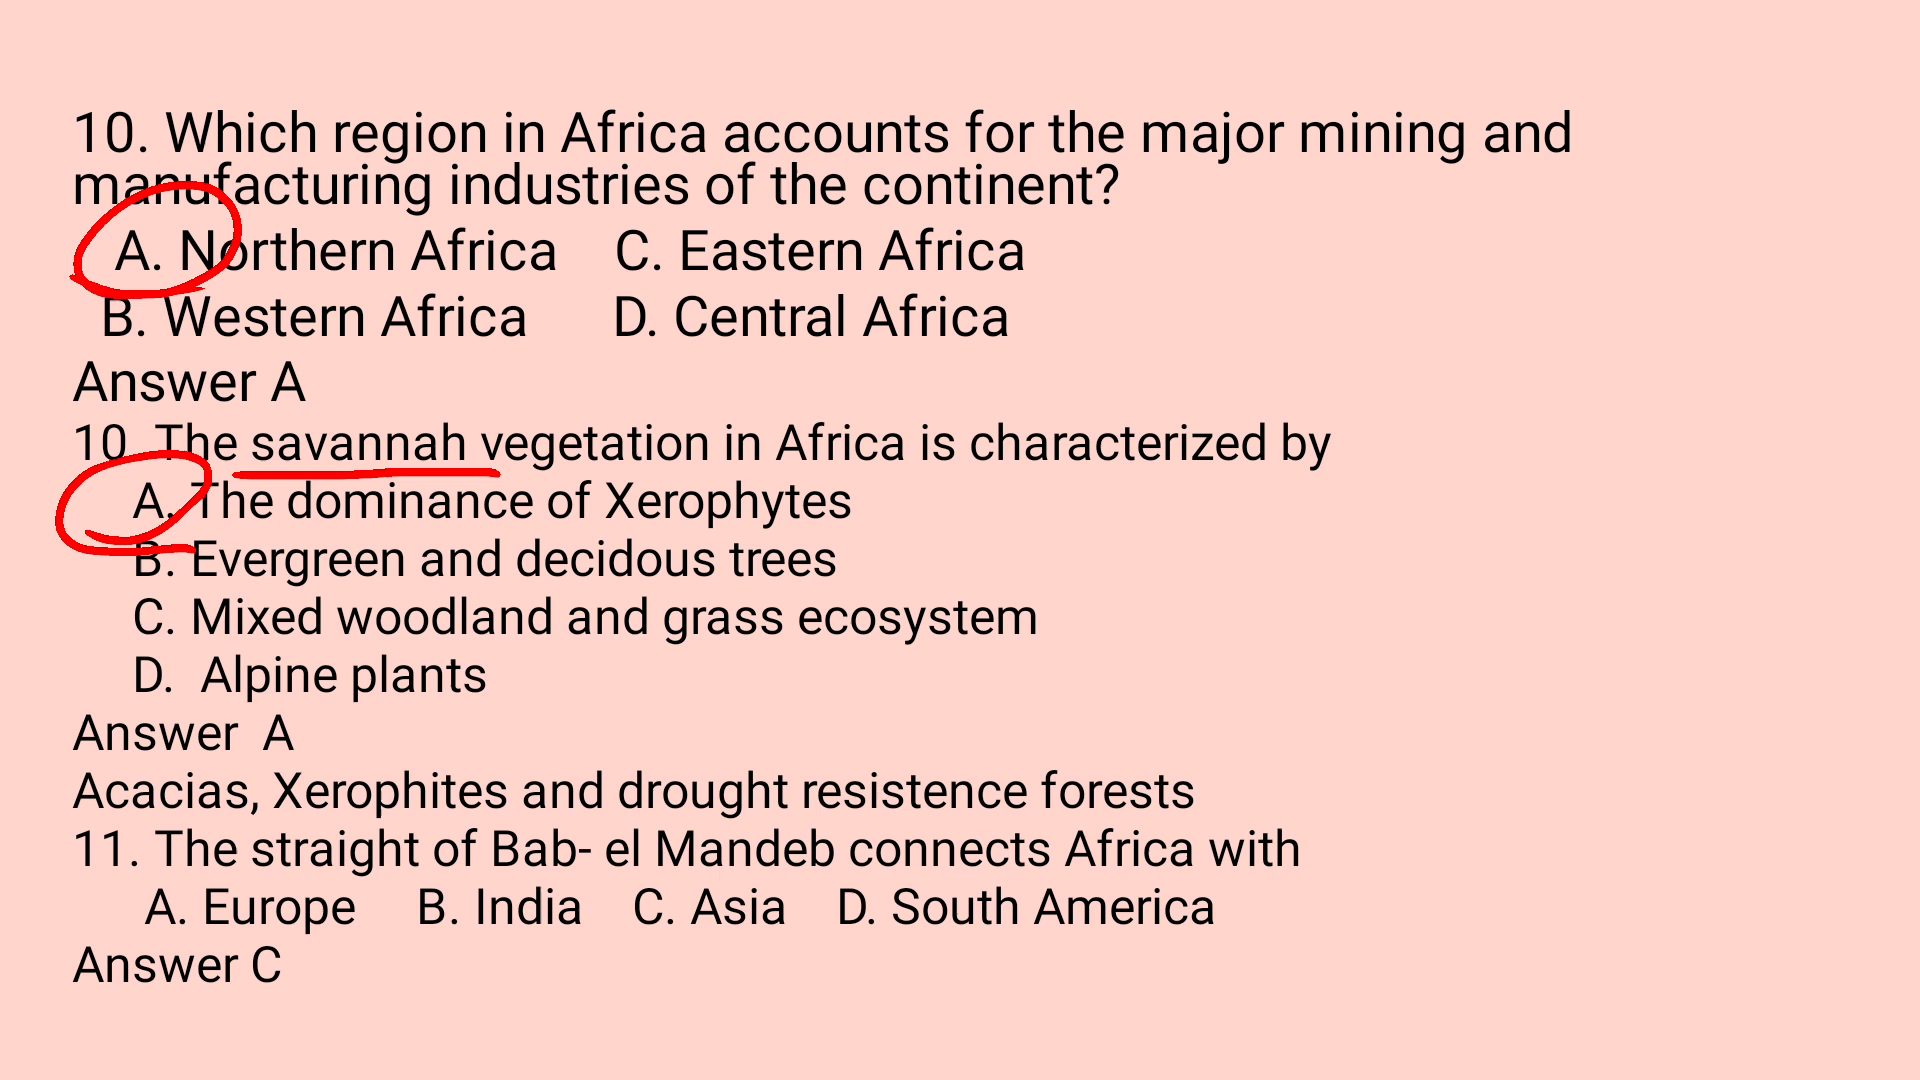 10. Which region in Africa accounts for the major mining and
manufacturing industries of the continent?
A. Northern Africa C. Eastern Africa
B. Western Africa D. Central Africa
Answer A
10. The savannah vegetation in Africa is characterized by
A. The dominance of Xerophytes
B. Evergreen and decidous trees
C. Mixed woodland and grass ecosystem
D. Alpine plants
Answer A
Acacias, Xerophites and drought resistence forests
11. The straight of Bab- el Mandeb connects Africa with
A. Europe B. India C. Asia D. South America
Answer C